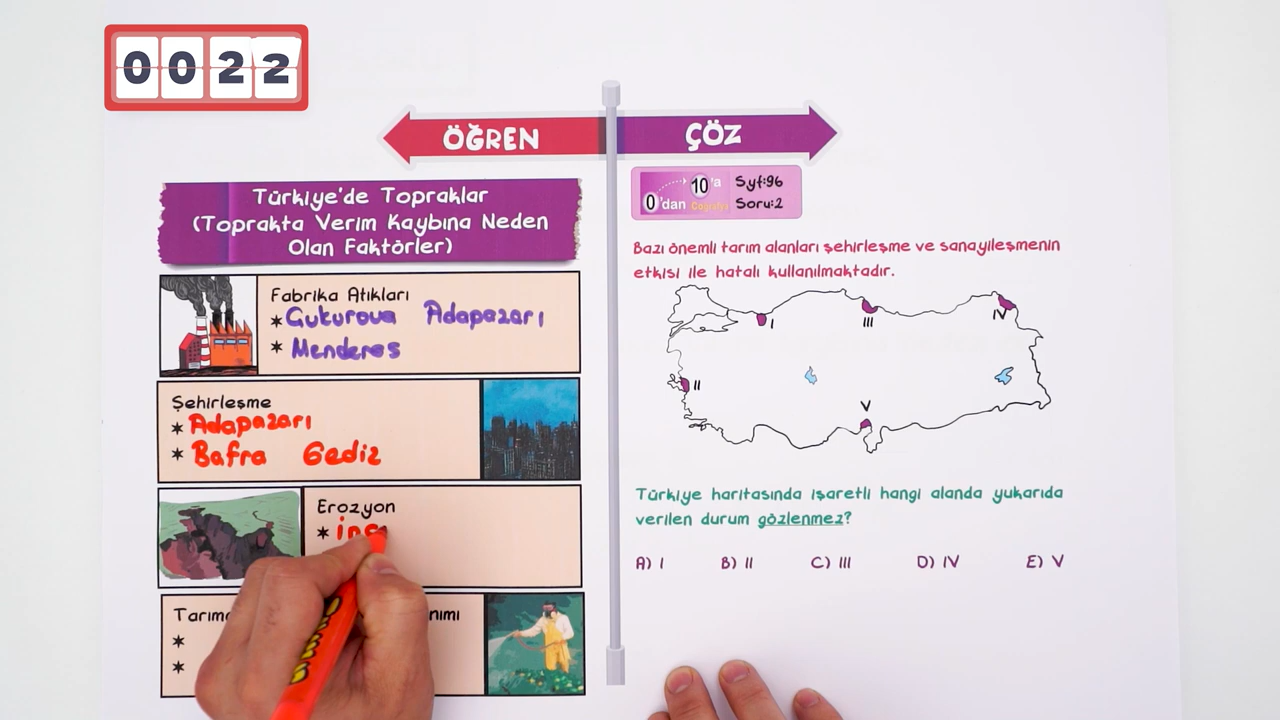 0022
ÖĞREN
ÇÖZ
Türkiye'de Topraklar
(Toprakta Verim Kaybına Neden
Olan Faktörler)
Fabrika Atıkları
* Çukurova Adapazarı
* Menderes
Şehirleşme
* Adapazarı
* Bafra Gediz
Erozyon
*
*
*
0'dan 10'a Coğrafya
Syf:96
Soru:2
Bazı önemli tarım alanları şehirleşme ve sanayileşmenin
etkisi ile hatalı kullanılmaktadır.
I
II
III
IV
V
Türkiye haritasında işaretli hangi alanda yukarıda
verilen durum gözlenmez?
A) I B) II C) III D) IV E) V